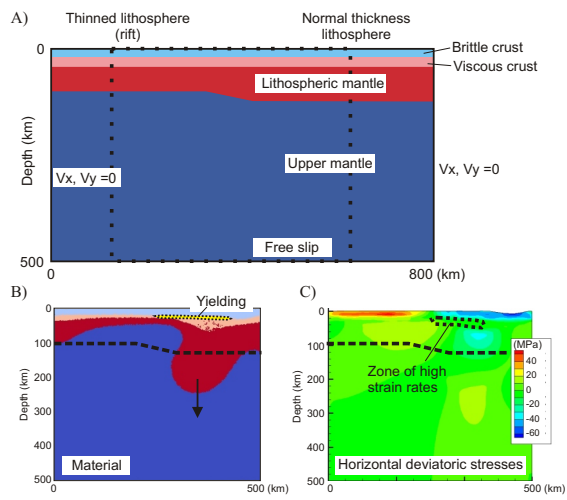 A)
Thinned lithosphere
(rift)
Normal thickness
lithosphere
0
Brittle crust
Viscous crust
Lithospheric mantle
Depth (km)
Upper mantle
Vx, Vy =0
Vx, Vy =0
Free slip
500
0
800 (km)
B)
Yielding
0
100
200
300
400
500
Depth (km)
Material
0
500
(km)
C)
0
100
200
300
400
500
Depth (km)
Zone of high
strain rates
(MPa)
40
20
0
-20
-40
-60
Horizontal deviatoric stresses
0
500
(km)